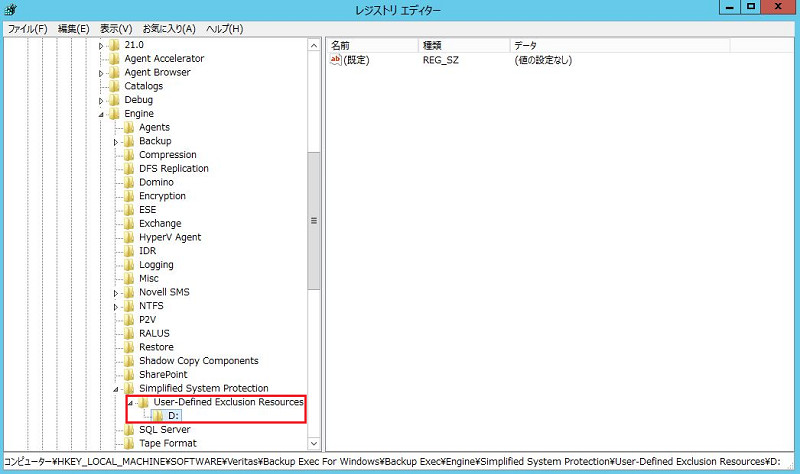 レジストリ エディター
ファイル(F) 編集(E) 表示(V) お気に入り(A) ヘルプ(H)
21.0
Agent Accelerator
Agent Browser
Catalogs
Debug
Engine
Agents
Backup
Compression
DFS Replication
Domino
Encryption
ESE
Exchange
HyperV Agent
IDR
Logging
Misc
Novell SMS
NTFS
P2V
RALUS
Restore
Shadow Copy Components
SharePoint
Simplified System Protection
User-Defined Exclusion Resources
D:
SQL Server
Tape Format
名前 種類 データ
ab (既定) REG_SZ (値の設定なし)
コンピューター¥HKEY_LOCAL_MACHINE¥SOFTWARE¥Veritas¥Backup Exec For Windows¥Backup Exec¥Engine¥Simplified System Protection¥User-Defined Exclusion Resources¥D: